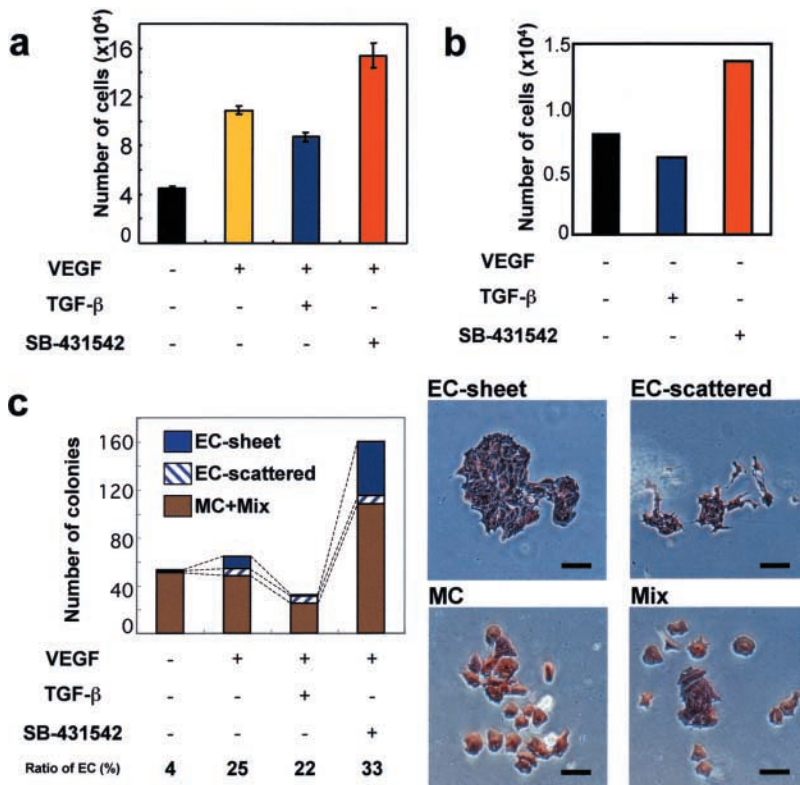 a
Number of cells (x10⁴)
16
12
8
4
0
VEGF - + + +
TGF-β - - + -
SB-431542 - - - +
b
Number of cells (x10⁴)
1.5
1.0
0.5
0
VEGF - - -
TGF-β - + -
SB-431542 - - +
c
Number of colonies
160
120
80
40
0
EC-sheet
EC-scattered
MC+Mix
VEGF - + + +
TGF-β - - + -
SB-431542 - - - +
Ratio of EC (%) 4 25 22 33
EC-sheet
EC-scattered
MC
Mix